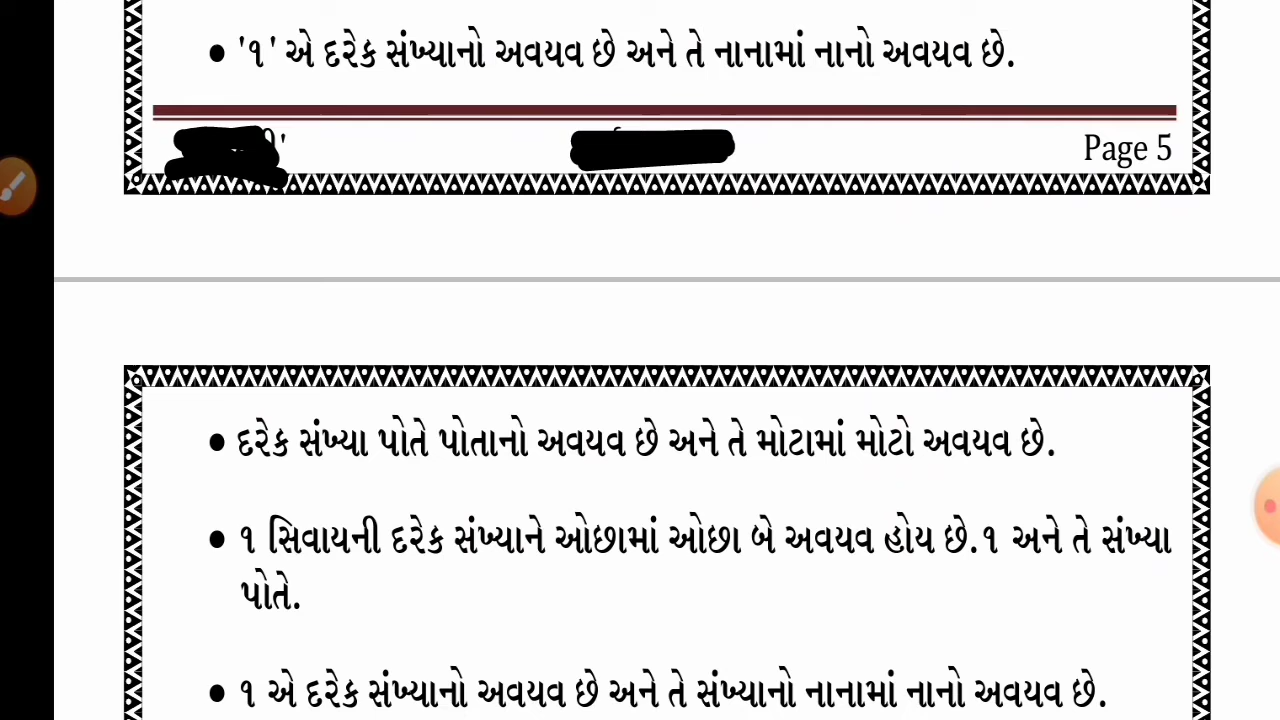 • '૧' એ દરેક સંખ્યાનો અવયવ છે અને તે નાનામાં નાનો અવયવ છે.
Page 5
• દરેક સંખ્યા પોતે પોતાનો અવયવ છે અને તે મોટામાં મોટો અવયવ છે.
• ૧ સિવાયની દરેક સંખ્યાને ઓછામાં ઓછા બે અવયવ હોય છે.૧ અને તે સંખ્યા
પોતે.
• ૧ એ દરેક સંખ્યાનો અવયવ છે અને તે સંખ્યાનો નાનામાં નાનો અવયવ છે.